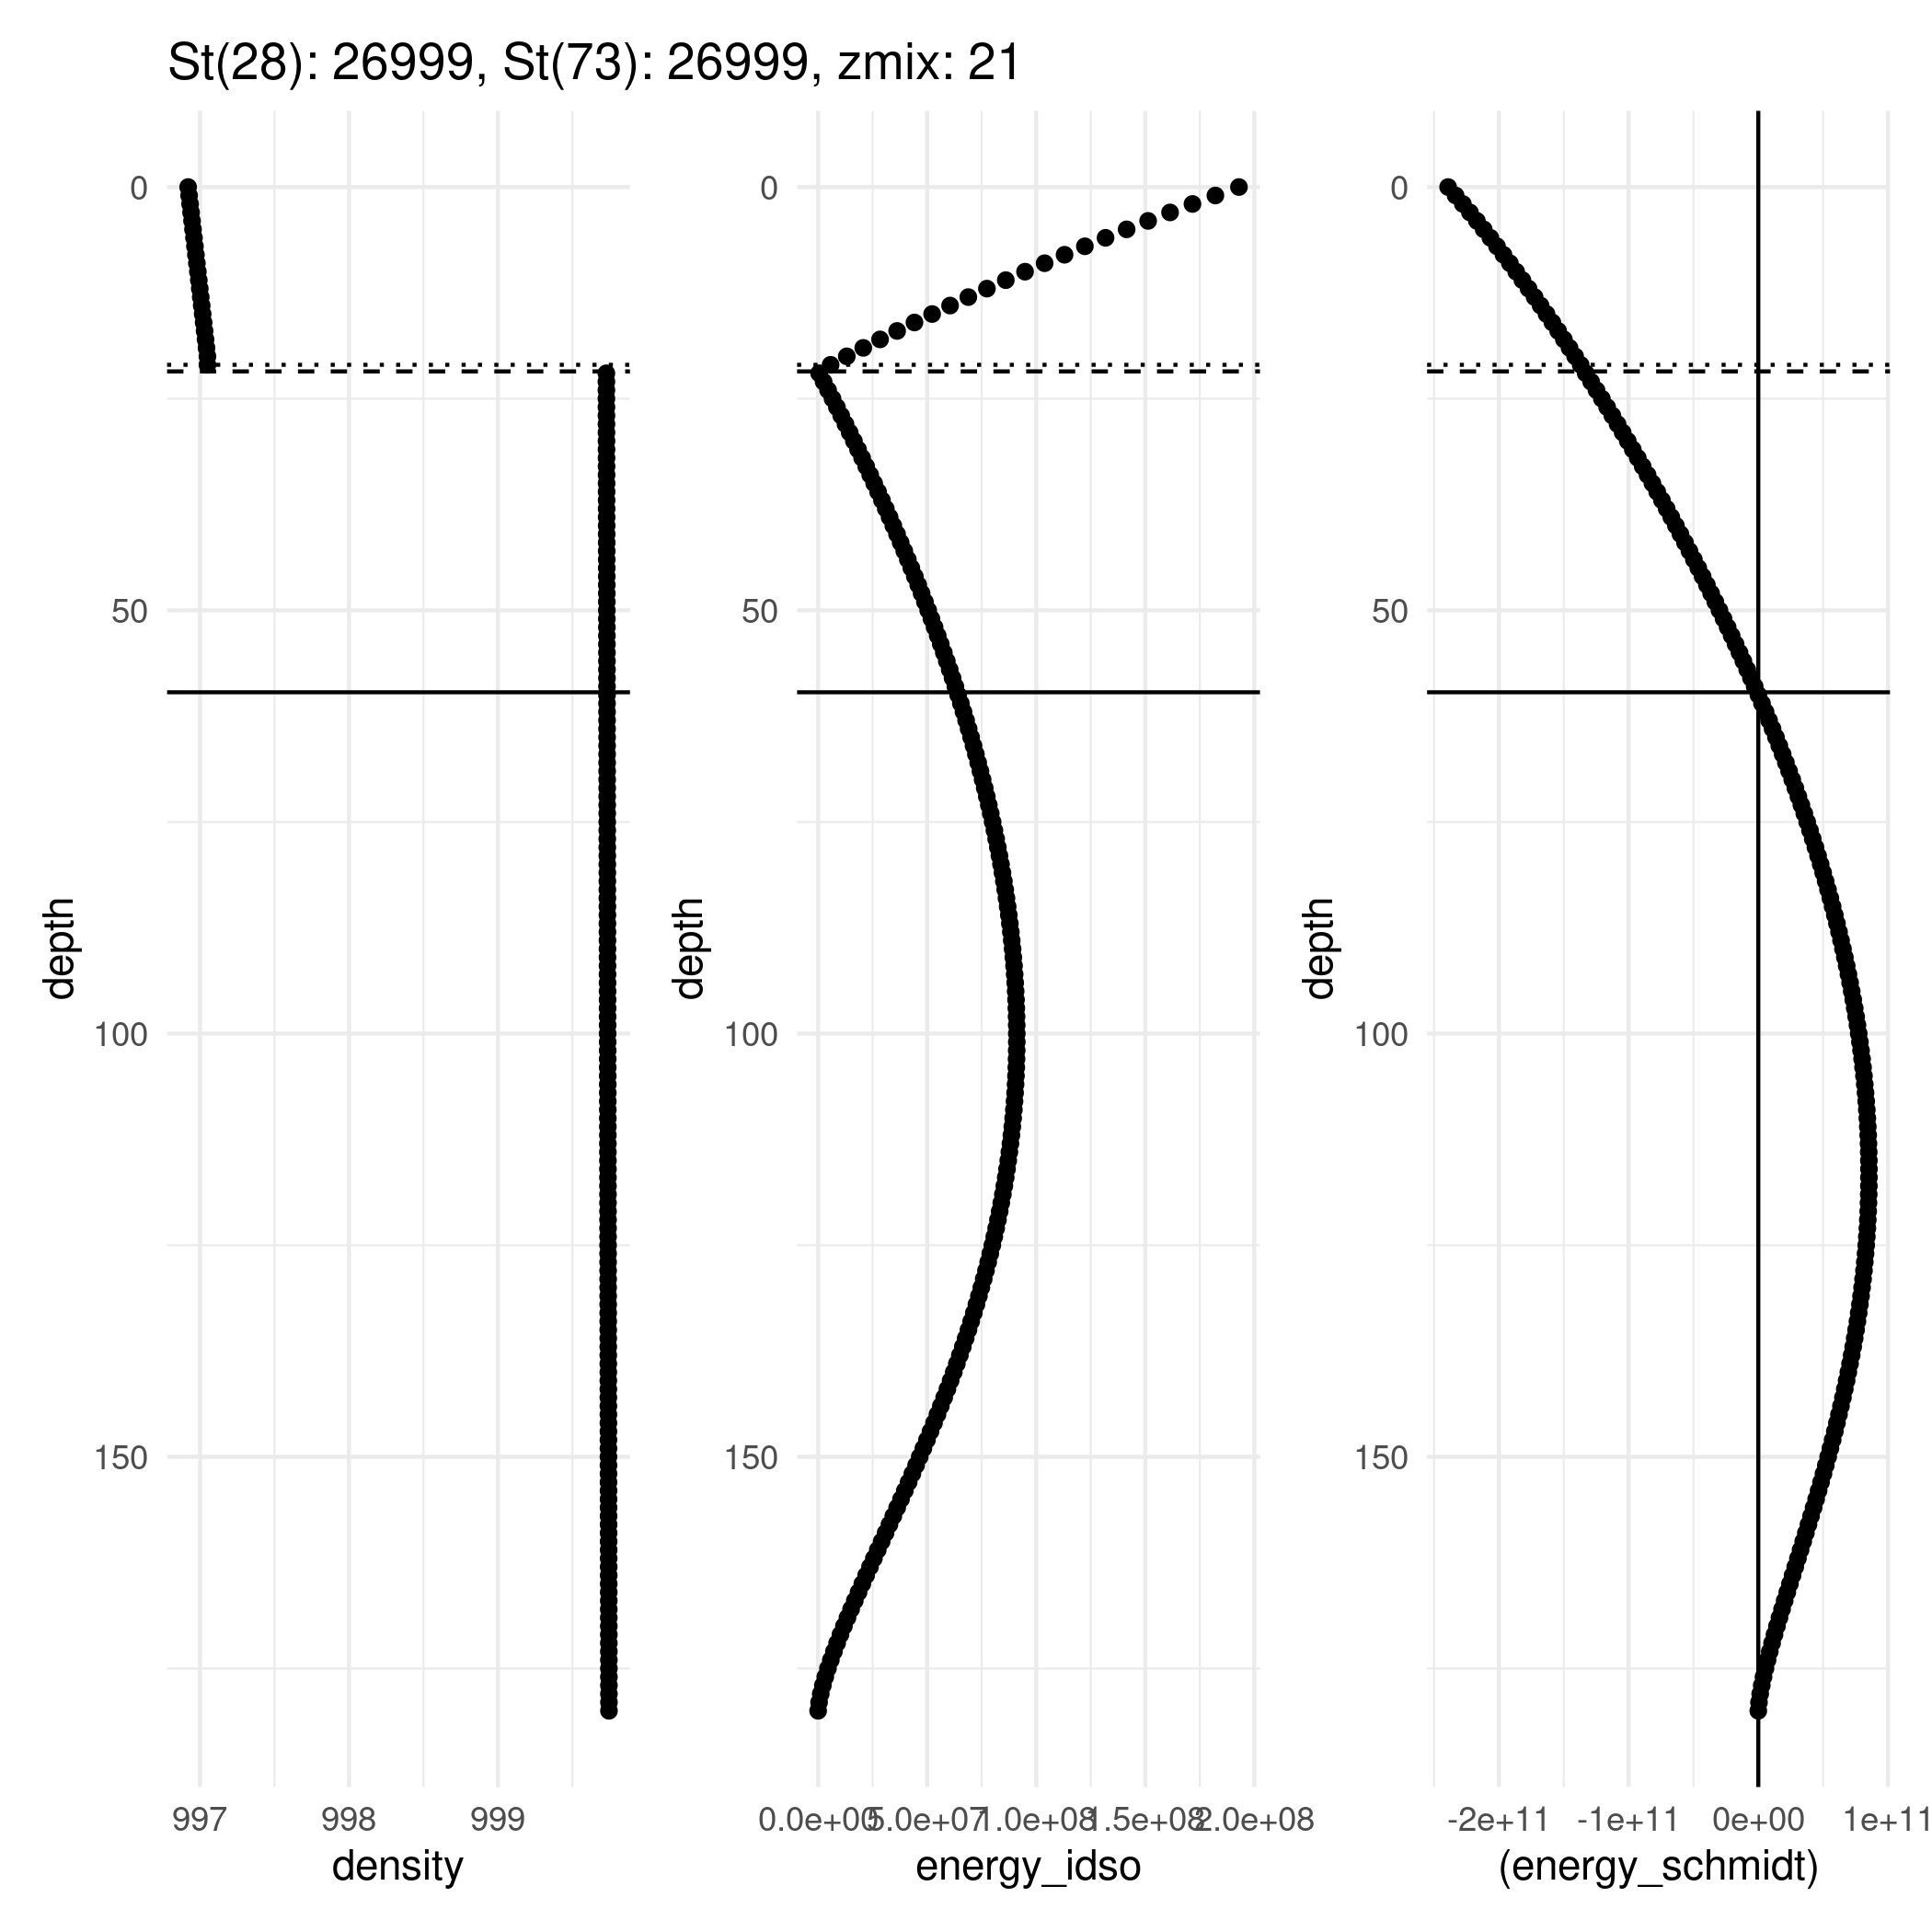 St(28): 26999, St(73): 26999, zmix: 21
0
50
100
150
depth
997 998 999
density
0
50
100
150
depth
0.0e+00 5.0e+07 1.0e+08 1.5e+08 2.0e+08
energy_idso
0
50
100
150
depth
-2e+11 -1e+11 0e+00 1e+11
(energy_schmidt)